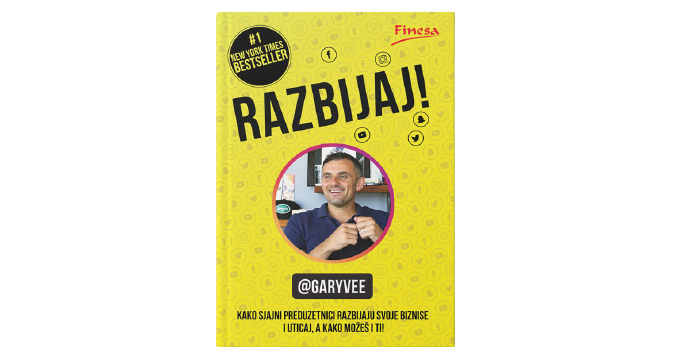 #1
NEW YORK TIMES
BESTSELLER
Finesa
RAZBIJAJ!
@GARYVEE
KAKO SJAJNI PREDUZETNICI RAZBIJAJU SVOJE BIZNISE
I UTICAJ, A KAKO MOŽEŠ I TI!